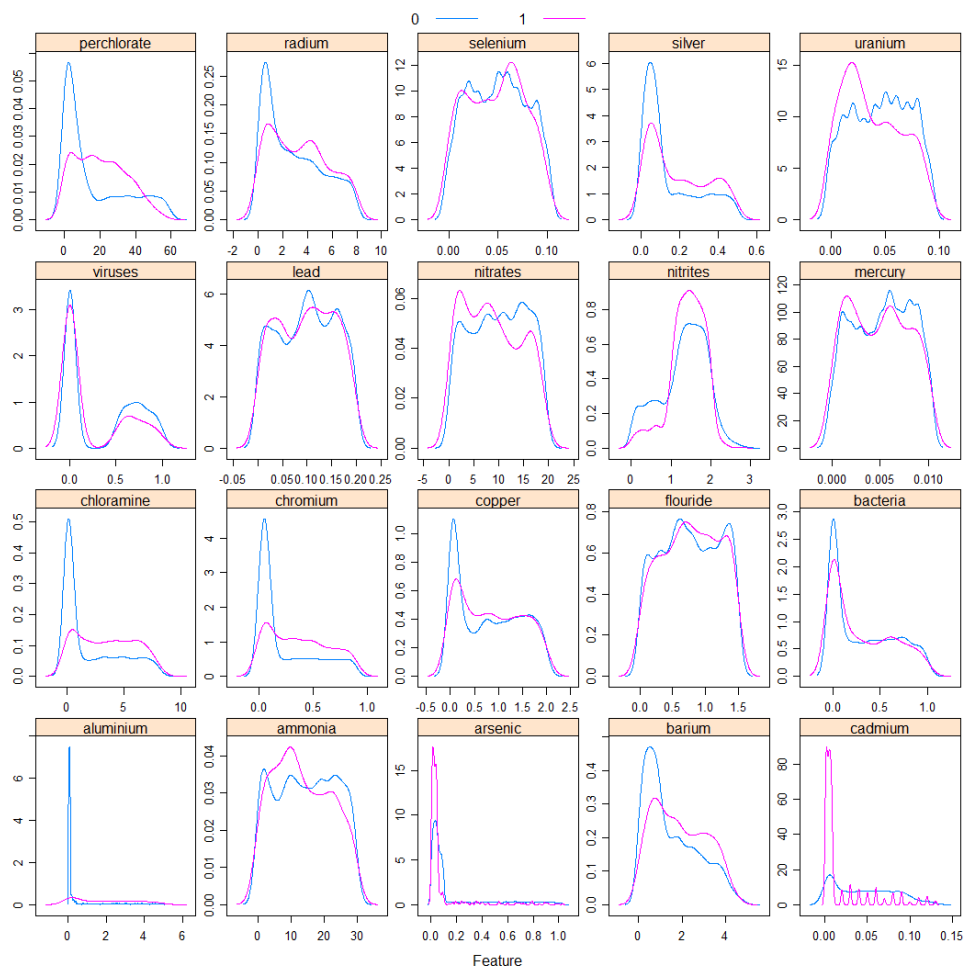 0 1
perchlorate radium selenium silver uranium
0.00 0.01 0.02 0.03 0.04 0.05
0.00 0.05 0.10 0.15 0.20 0.25
0 2 4 6 8 10 12
0 1 2 3 4 5 6
0 5 10 15
0 20 40 60
-2 0 2 4 6 8 10
0.00 0.05 0.10
0.0 0.2 0.4 0.6
0.00 0.05 0.10
viruses lead nitrates nitrites mercury
0 1 2 3
0 2 4 6
0.00 0.02 0.04 0.06
0.0 0.2 0.4 0.6 0.8
0 20 40 60 80 100 120
0.0 0.5 1.0
-0.05 0.05 0.10 0.15 0.20 0.25
-5 0 5 10 15 20 25
0 1 2 3
0.000 0.005 0.010
chloramine chromium copper flouride bacteria
0.0 0.1 0.2 0.3 0.4 0.5
0 1 2 3 4
0.0 0.2 0.4 0.6 0.8 1.0
0.0 0.2 0.4 0.6 0.8
0.0 0.5 1.0 1.5 2.0 2.5 3.0
0 5 10
0.0 0.5 1.0
-0.5 0.0 0.5 1.0 1.5 2.0 2.5
0.0 0.5 1.0 1.5
0.0 0.5 1.0
aluminium ammonia arsenic barium cadmium
0 2 4 6
0.00 0.01 0.02 0.03 0.04
0 5 10 15
0.0 0.1 0.2 0.3 0.4
0 20 40 60 80
0 2 4 6
0 10 20 30
0.0 0.2 0.4 0.6 0.8 1.0
0 2 4
0.00 0.05 0.10 0.15
Feature